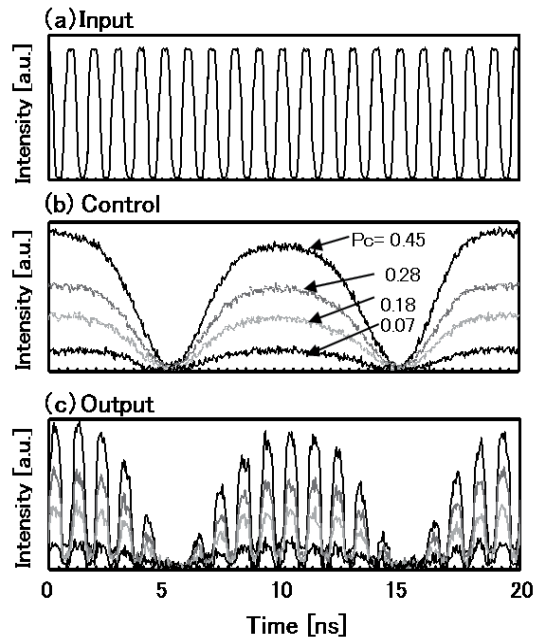 (a) Input
Intensity [a.u.]
(b) Control
Intensity [a.u.]
Pc= 0.45
0.28
0.18
0.07
(c) Output
Intensity [a.u.]
0 5 10 15 20
Time [ns]